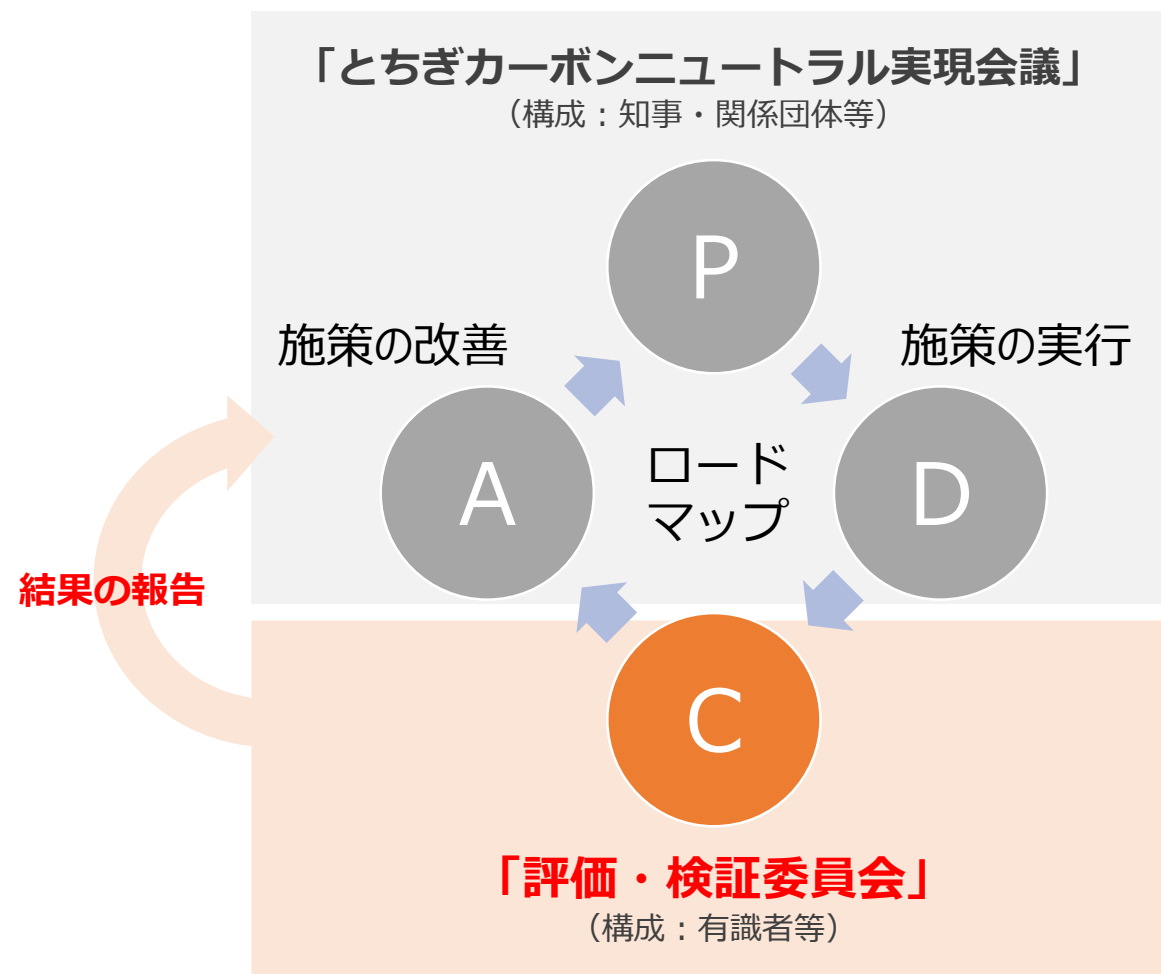 「とちぎカーボンニュートラル実現会議」
（構成：知事・関係団体等）
P
施策の改善
施策の実行
A
ロード
マップ
D
結果の報告
C
「評価・検証委員会」
（構成：有識者等）